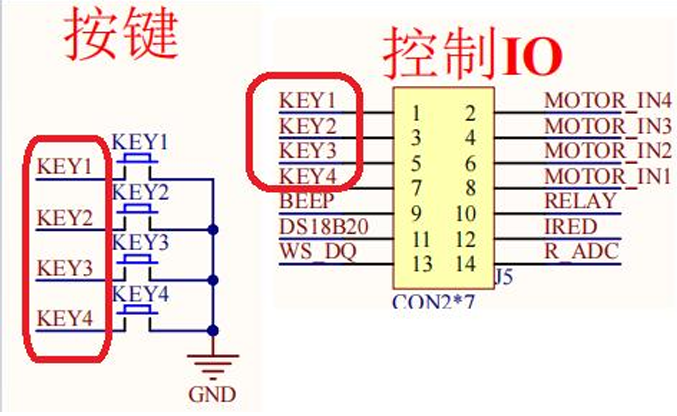 按键
KEY1
KEY1
KEY2
KEY2
KEY3
KEY3
KEY4
KEY4
GND
控制IO
KEY1 1 2 MOTOR_IN4
KEY2 3 4 MOTOR_IN3
KEY3 5 6 MOTOR_IN2
KEY4 7 8 MOTOR_IN1
BEEP 9 10 RELAY
DS18B20 11 12 IRED
WS_DQ 13 14 R_ADC
J5
CON2*7